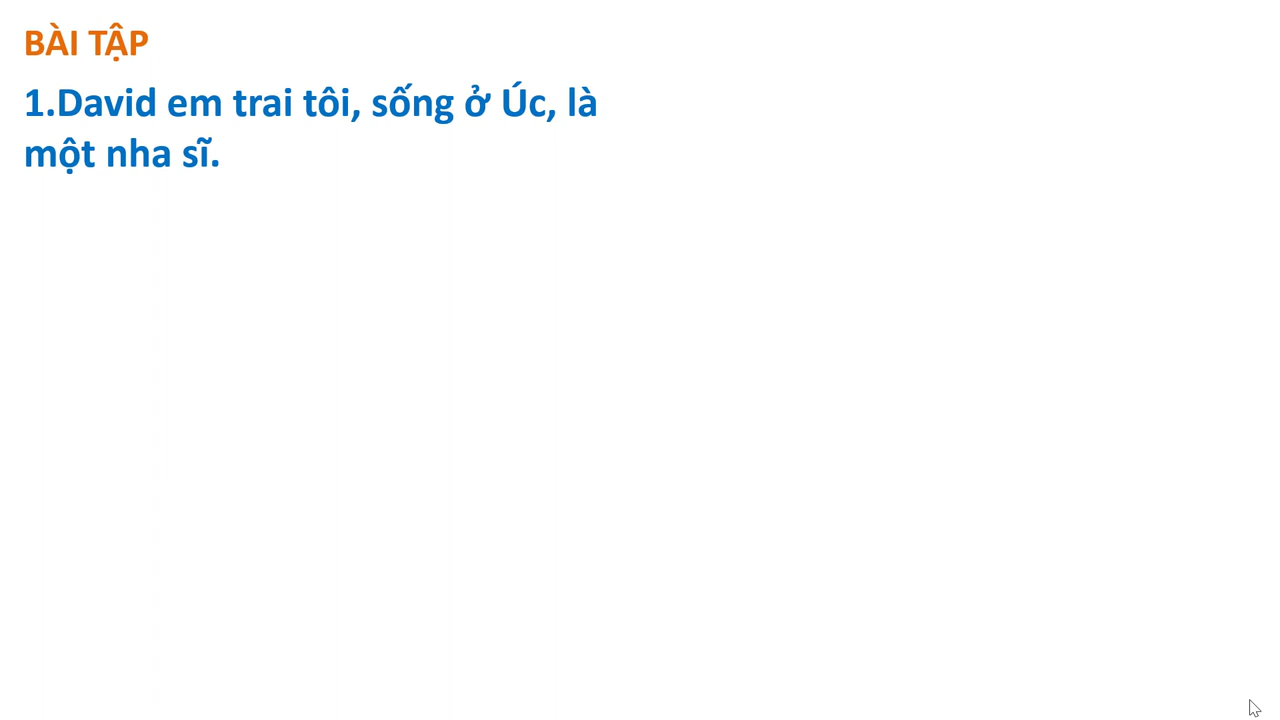 BÀI TẬP
1.David em trai tôi, sống ở Úc, là
một nha sĩ.